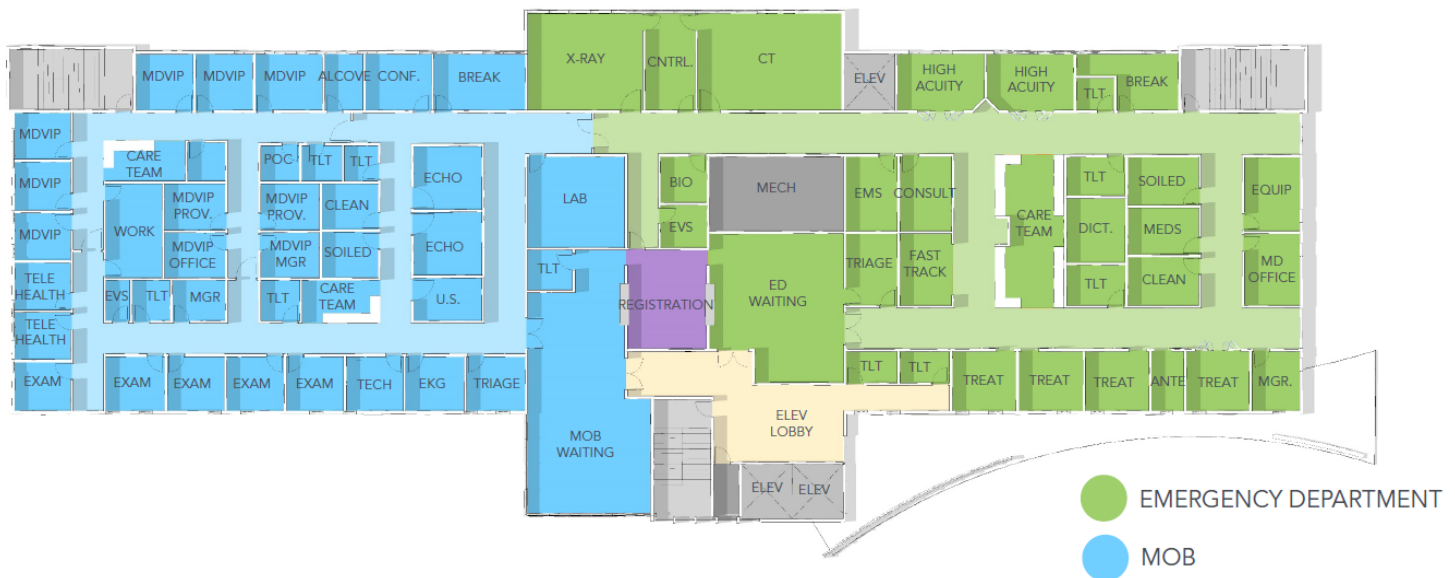 X-RAY
CNTRL.
CT
MDVIP
MDVIP
MDVIP
ALCOVE
CONF.
BREAK
ELEV
HIGH
ACUITY
HIGH
ACUITY
TLT
BREAK
MDVIP
CARE
TEAM
POC
TLT
TLT
ECHO
LAB
BIO
MECH
EMS
CONSULT
TLT
SOILED
EQUIP
MDVIP
MDVIP
PROV.
MDVIP
PROV.
CLEAN
WORK
EVS
CARE
TEAM
DICT.
MEDS
MDVIP
MDVIP
OFFICE
MDVIP
MGR
SOILED
ECHO
TLT
TRIAGE
FAST
TRACK
TLT
CLEAN
MD
OFFICE
TELE
HEALTH
EVS
TLT
MGR
TLT
CARE
TEAM
U.S.
REGISTRATION
ED
WAITING
TELE
HEALTH
EXAM
EXAM
EXAM
EXAM
EXAM
TECH
EKG
TRIAGE
TLT
TLT
TREAT
TREAT
TREAT
ANTE
TREAT
MGR.
MOB
WAITING
ELEV
LOBBY
ELEV
ELEV
EMERGENCY DEPARTMENT
MOB